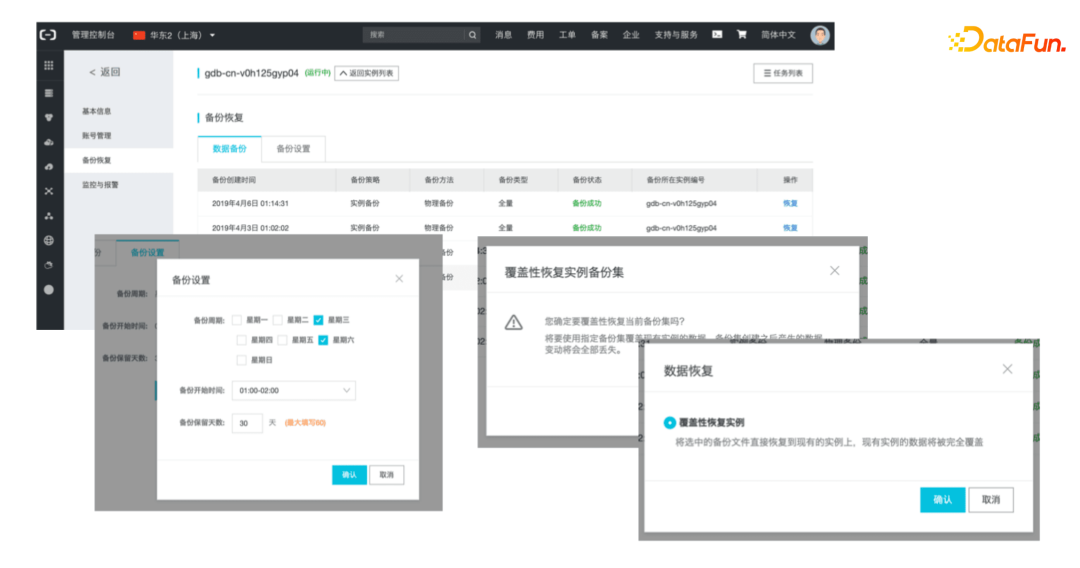 DataFun.
管理控制台 华东2（上海） 搜索 消息 费用 工单 备案 企业 支持与服务 简体中文
< 返回
基本信息
账号管理
备份恢复
监控与报警
gdb-cn-v0h125gyp04 (运行中) 返回实例列表 任务列表
备份恢复
数据备份 备份设置
备份创建时间 备份策略 备份方法 备份类型 备份状态 备份所在实例编号 操作
2019年4月6日 01:14:31 实例备份 物理备份 全量 备份成功 gdb-cn-v0h125gyp04 恢复
2019年4月3日 01:02:02 实例备份 物理备份 全量 备份成功 gdb-cn-v0h125gyp04 恢复
备份设置
备份周期:
备份开始时间:
备份保留天数:
备份设置
备份周期: 星期一 星期二 星期三
星期四 星期五 星期六
星期日
备份开始时间: 01:00-02:00
备份保留天数: 30 天 (最大填写60)
确认 取消
覆盖性恢复实例备份集
您确定要覆盖性恢复当前备份集吗?
将要使用指定备份集覆盖现有实例的数据，备份集创建之后产生的数据
变动将会全部丢失。
数据恢复
覆盖性恢复实例
将选中的备份文件直接恢复到现有的实例上，现有实例的数据将被完全覆盖
确认 取消